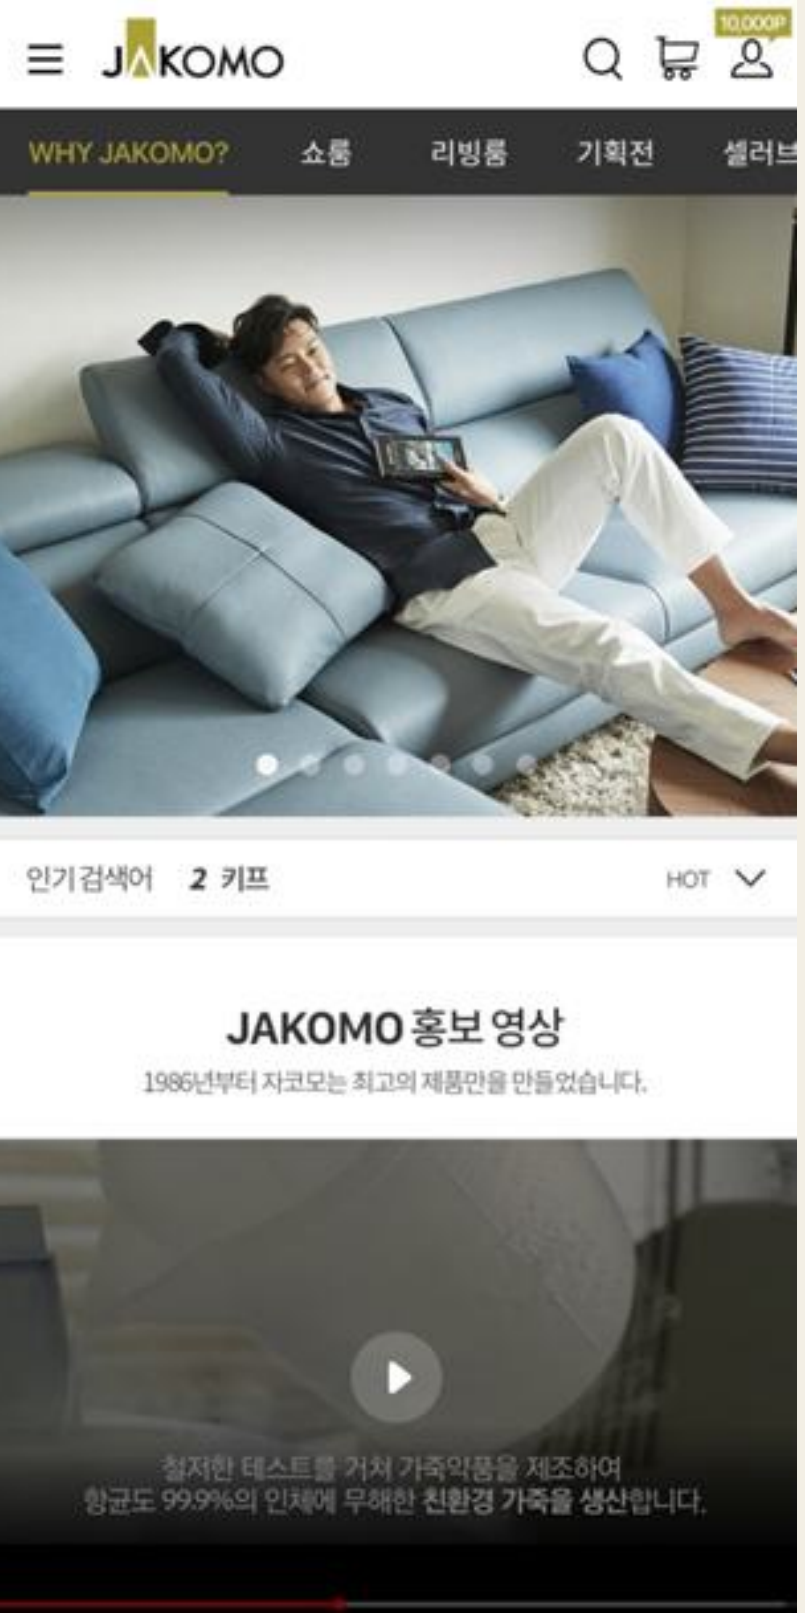 10,000P
JAKOMO
WHY JAKOMO? 쇼룸 리빙룸 기획전 셀러브
인기 검색어 2 키프 HOT
JAKOMO 홍보 영상
1986년부터 자코모는 최고의 제품만을 만들었습니다.
철저한 테스트를 거쳐 가죽약품을 제조하여
항균도 99.9%의 인체에 무해한 친환경 가죽을 생산합니다.